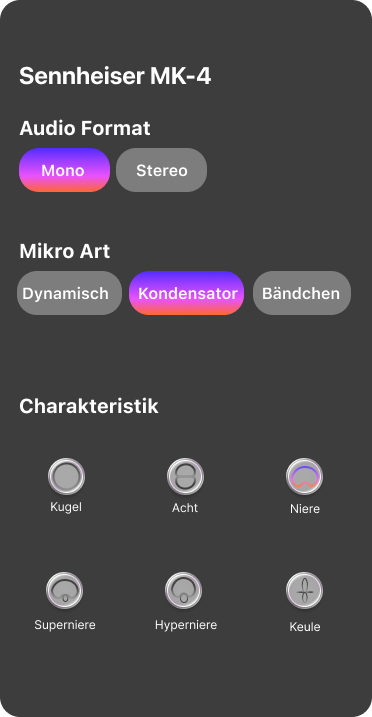 Sennheiser MK-4
Audio Format
Mono Stereo
Mikro Art
Dynamisch Kondensator Bändchen
Charakteristik
Kugel Acht Niere
Superniere Hyperniere Keule